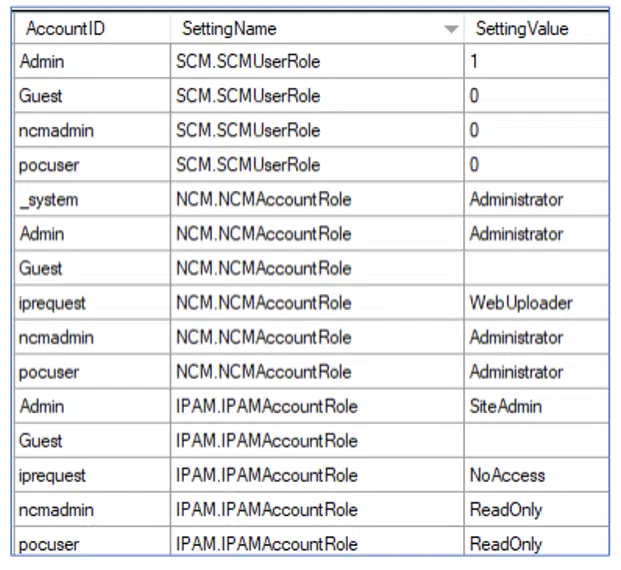 AccountID SettingName SettingValue
Admin SCM.SCMUserRole 1
Guest SCM.SCMUserRole 0
ncmadmin SCM.SCMUserRole 0
pocuser SCM.SCMUserRole 0
_system NCM.NCMAccountRole Administrator
Admin NCM.NCMAccountRole Administrator
Guest NCM.NCMAccountRole
iprequest NCM.NCMAccountRole WebUploader
ncmadmin NCM.NCMAccountRole Administrator
pocuser NCM.NCMAccountRole Administrator
Admin IPAM.IPAMAccountRole SiteAdmin
Guest IPAM.IPAMAccountRole
iprequest IPAM.IPAMAccountRole NoAccess
ncmadmin IPAM.IPAMAccountRole ReadOnly
pocuser IPAM.IPAMAccountRole ReadOnly